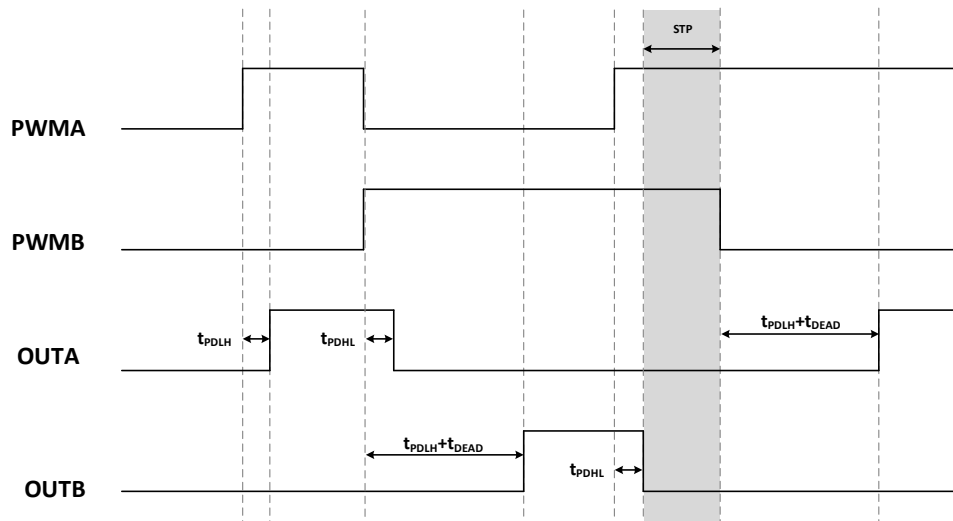 STP
PWMA
PWMB
tPDLH
tPDHL
tPDLH+tDEAD
OUTA
tPDLH+tDEAD
tPDHL
OUTB